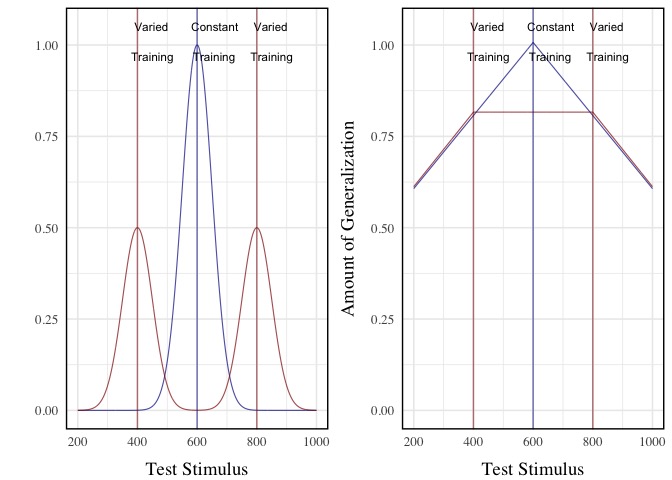 Varied Constant Varied
Training Training Training
1.00
0.75
0.50
0.25
0.00
200 400 600 800 1000
Test Stimulus
Amount of Generalization
Varied Constant Varied
Training Training Training
1.00
0.75
0.50
0.25
0.00
200 400 600 800 1000
Test Stimulus